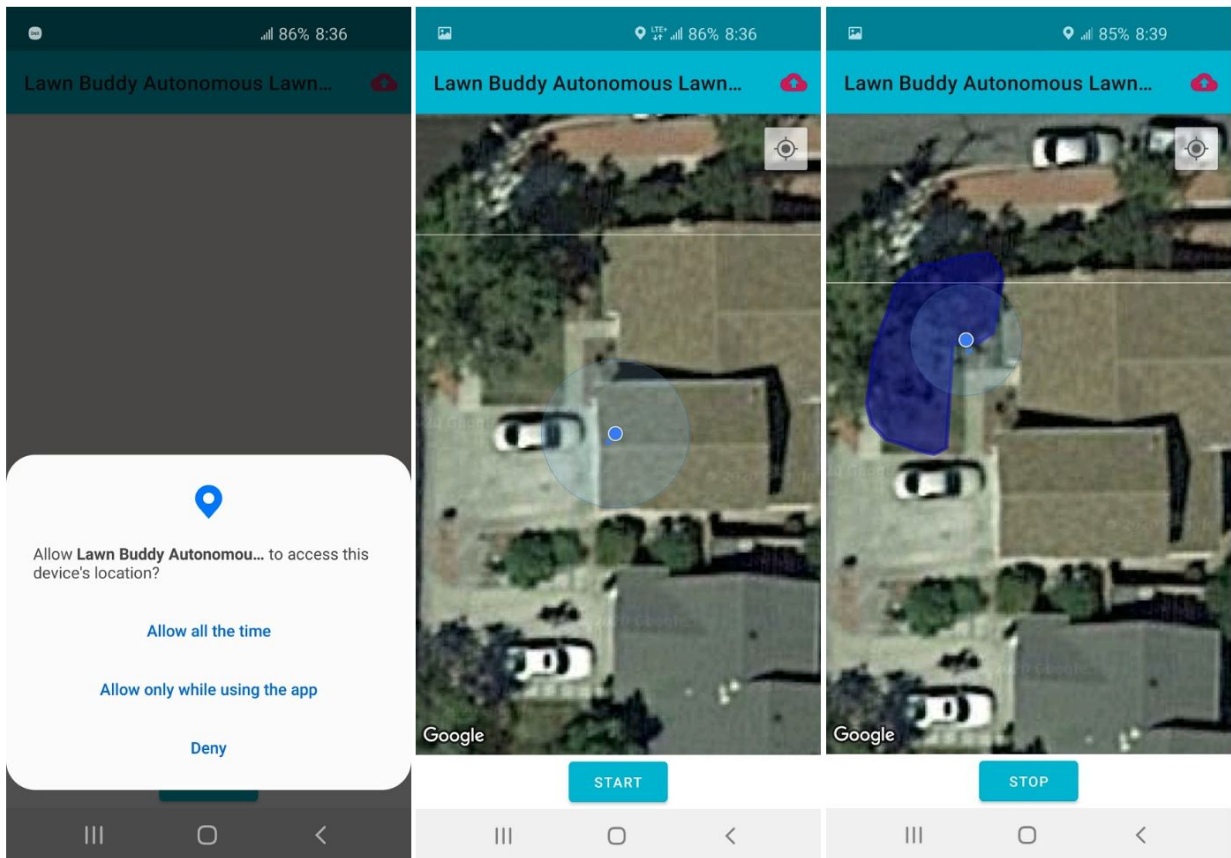 86% 8:36
Lawn Buddy Autonomous Lawn...
Allow Lawn Buddy Autonomou... to access this
device's location?
Allow all the time
Allow only while using the app
Deny
LTE+ 86% 8:36
Lawn Buddy Autonomous Lawn...
Google
START
85% 8:39
Lawn Buddy Autonomous Lawn...
Google
STOP